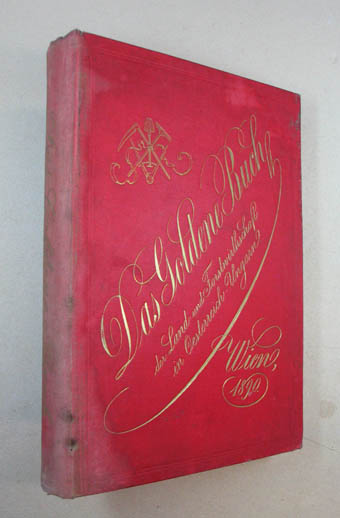 Das Goldene Buch
der Land und Forstwirthschaft
in Oesterreich-Ungarn
Wien,
1890